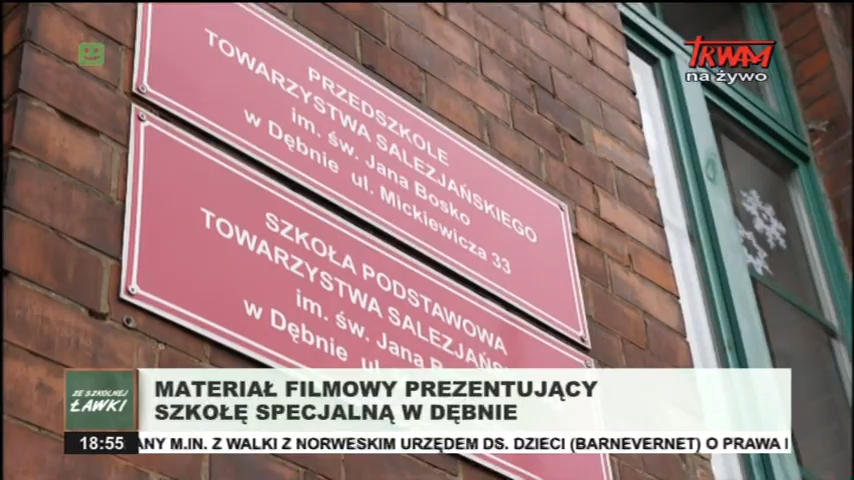 TRWAM
na żywo
PRZEDSZKOLE
TOWARZYSTWA SALEZJAŃSKIEGO
im. św. Jana Bosko
w Dębnie ul. Mickiewicza 33
SZKOŁA PODSTAWOWA
TOWARZYSTWA SALEZJAŃS
im. św. Jana B
w Dębnie ul.
ZE SZKOLNEJ
ŁAWKI
MATERIAŁ FILMOWY PREZENTUJĄCY
SZKOŁĘ SPECJALNĄ W DĘBNIE
18:55
ANY M.IN. Z WALKI Z NORWESKIM URZĘDEM DS. DZIECI (BARNEVERNET) O PRAWA